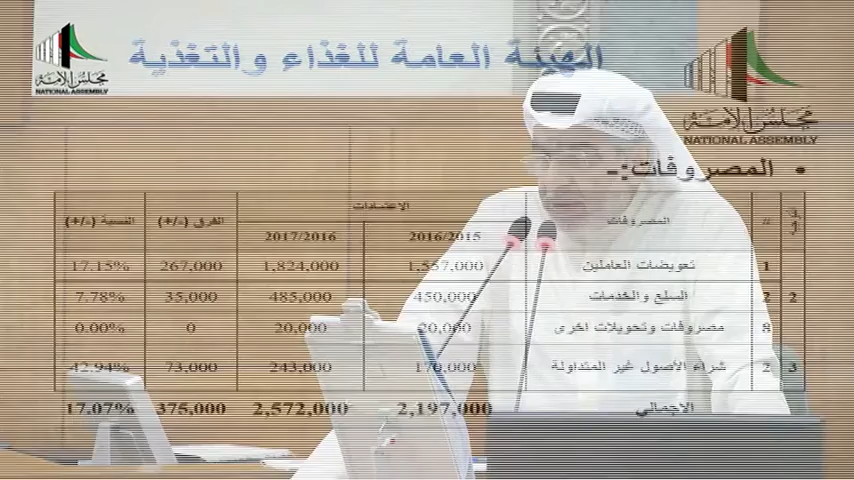 الهيئة العامة للغذاء والتغذية
مجلس الأمة
NATIONAL ASSEMBLY
مجلس الأمة
NATIONAL ASSEMBLY
• المصروفات:-
# المصروفات الاعتمادات الفرق (+/-) النسبة (+/-)
2016/2015 2017/2016
1 تعويضات العاملين 1,557,000 1,824,000 267,000 17.15%
2 2 السلع والخدمات 450,000 485,000 35,000 7.78%
8 مصروفات وتحويلات اخرى 20,000 20,000 0 0.00%
3 2 شراء الأصول غير المتداولة 170,000 243,000 73,000 42.94%
الاجمالي 2,197,000 2,572,000 375,000 17.07%